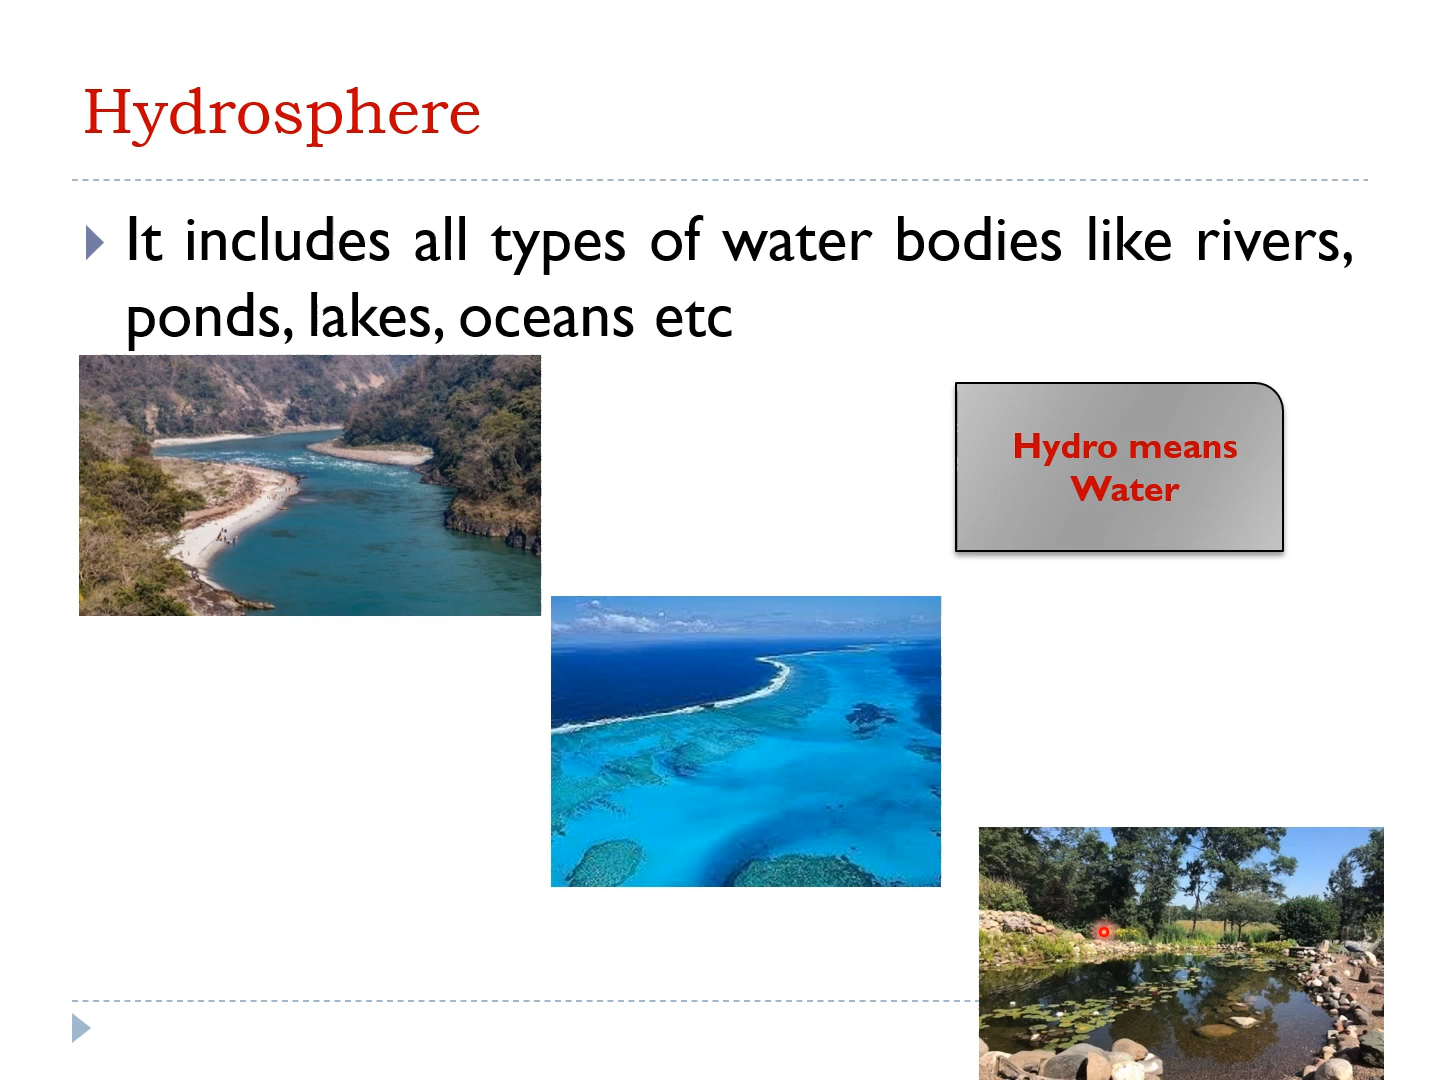 Hydrosphere
It includes all types of water bodies like rivers,
ponds, lakes, oceans etc
Hydro means
Water